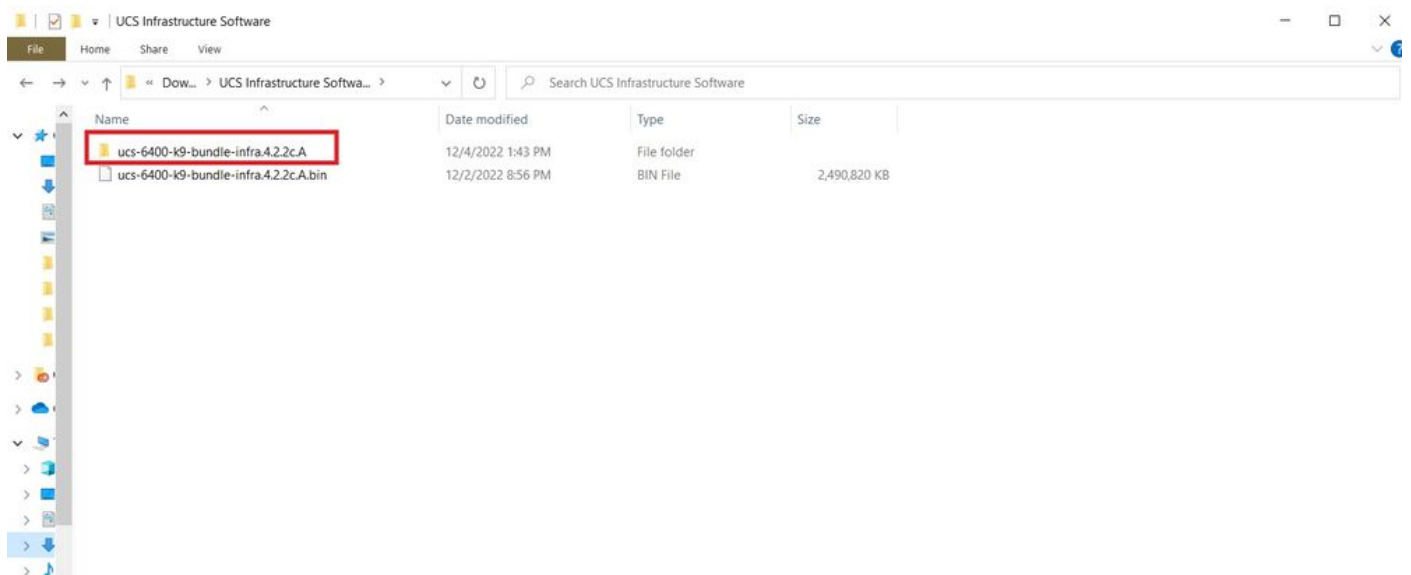 UCS Infrastructure Software
File Home Share View
« Dow... > UCS Infrastructure Softwa... > Search UCS Infrastructure Software
Name Date modified Type Size
ucs-6400-k9-bundle-infra.4.2.2c.A 12/4/2022 1:43 PM File folder
ucs-6400-k9-bundle-infra.4.2.2c.A.bin 12/2/2022 8:56 PM BIN File 2,490,820 KB